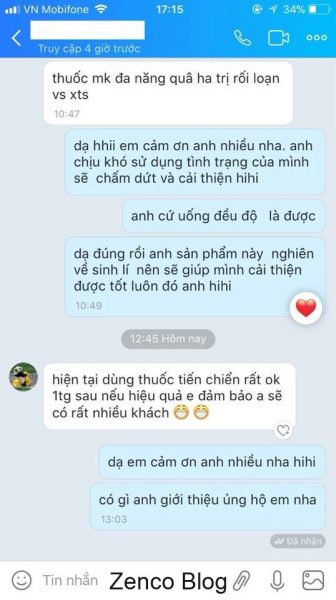 VN Mobifone 17:15 34%
Truy cập 4 giờ trước
thuốc mk đa năng quâ ha trị rối loạn
vs xts
10:47
dạ hhii em cảm ơn anh nhiều nha. anh
chịu khó sử dụng tình trạng của mình
sẽ chấm dứt và cải thiện hihi
anh cứ uống đều độ là được
dạ đúng rồi anh sản phẩm này nghiên
về sinh lí nên sẽ giúp mình cải thiện
được tốt luôn đó anh hihi
10:49
12:45 Hôm nay
hiện tại dùng thuốc tiến chiển rất ok
1tg sau nếu hiệu quả e đảm bảo a sẽ
có rất nhiều khách 😁😁
dạ em cảm ơn anh nhiều nha hihi
có gì anh giới thiệu ủng hộ em nha
13:03
Đã nhận
Tin nhắn Zenco Blog